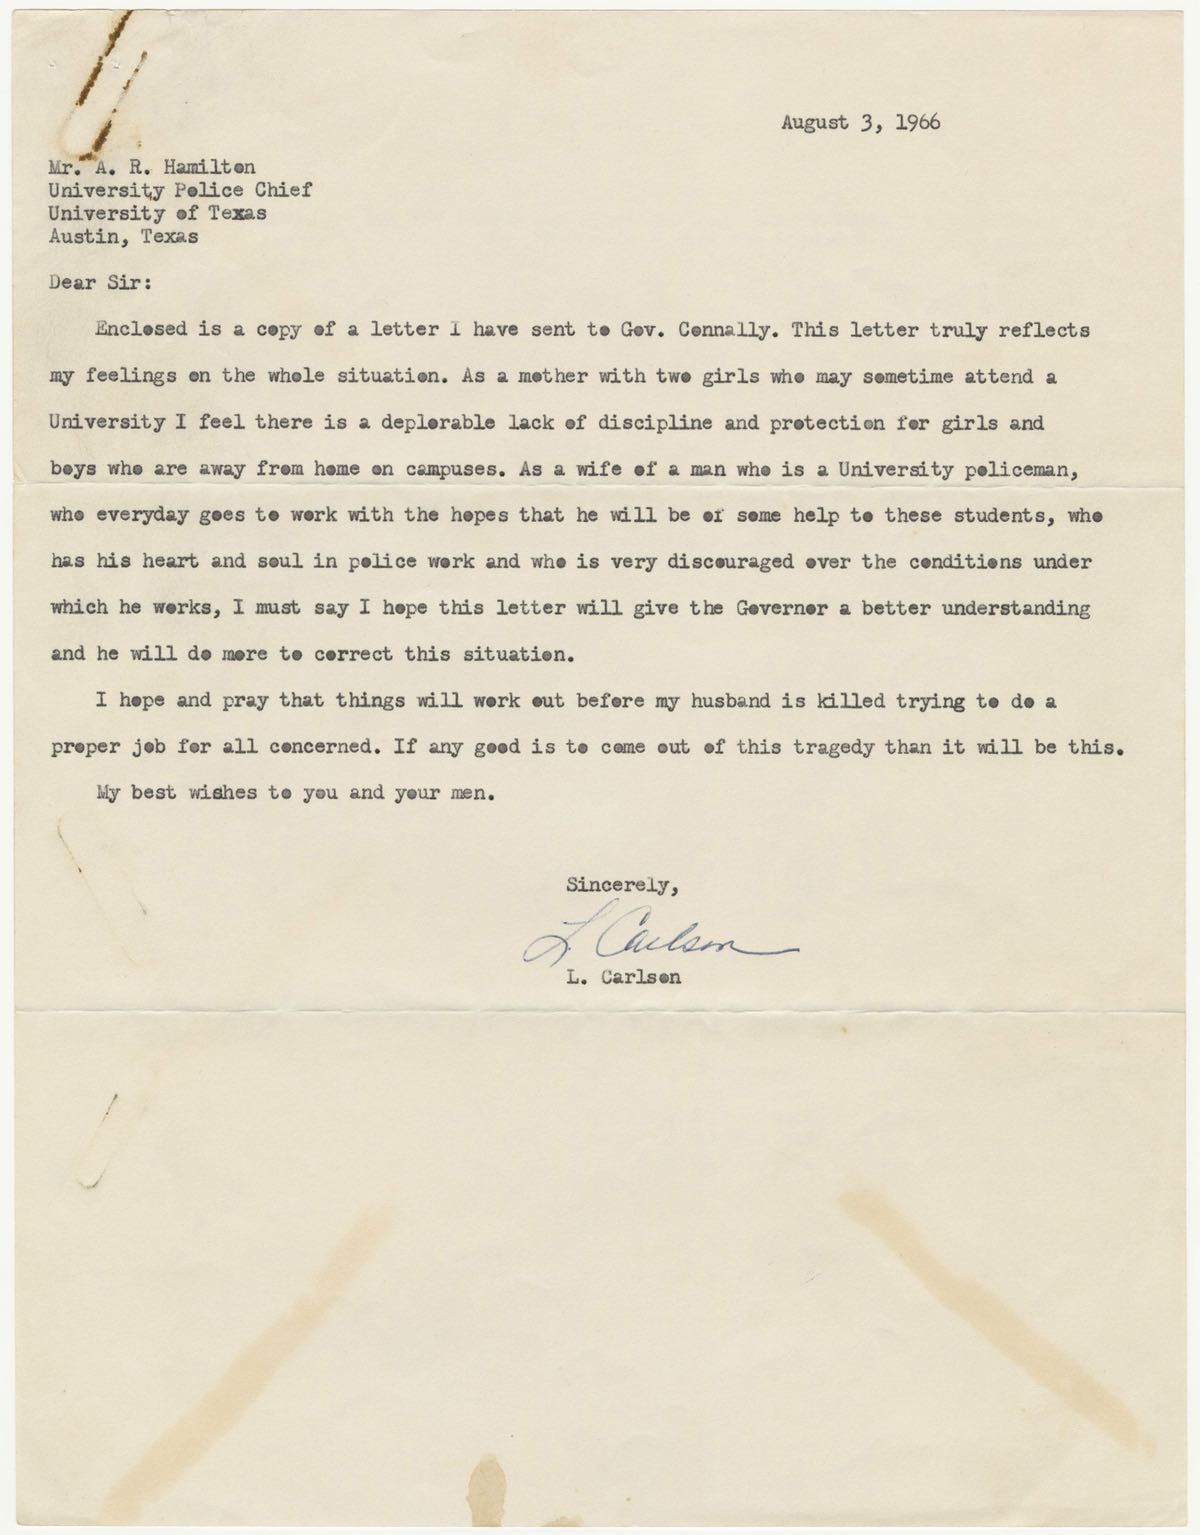 August 3, 1966
Mr. A. R. Hamilton
University Police Chief
University of Texas
Austin, Texas
Dear Sir:
Enclosed is a copy of a letter I have sent to Gov. Connally. This letter truly reflects
my feelings on the whole situation. As a mother with two girls who may sometime attend a
University I feel there is a deplorable lack of discipline and protection for girls and
boys who are away from home on campuses. As a wife of a man who is a University policeman,
who everyday goes to work with the hopes that he will be of some help to these students, who
has his heart and soul in police work and who is very discouraged over the conditions under
which he works, I must say I hope this letter will give the Governor a better understanding
and he will do more to correct this situation.
I hope and pray that things will work out before my husband is killed trying to do a
proper job for all concerned. If any good is to come out of this tragedy than it will be this.
My best wishes to you and your men.
Sincerely,
L. Carlson
L. Carlson